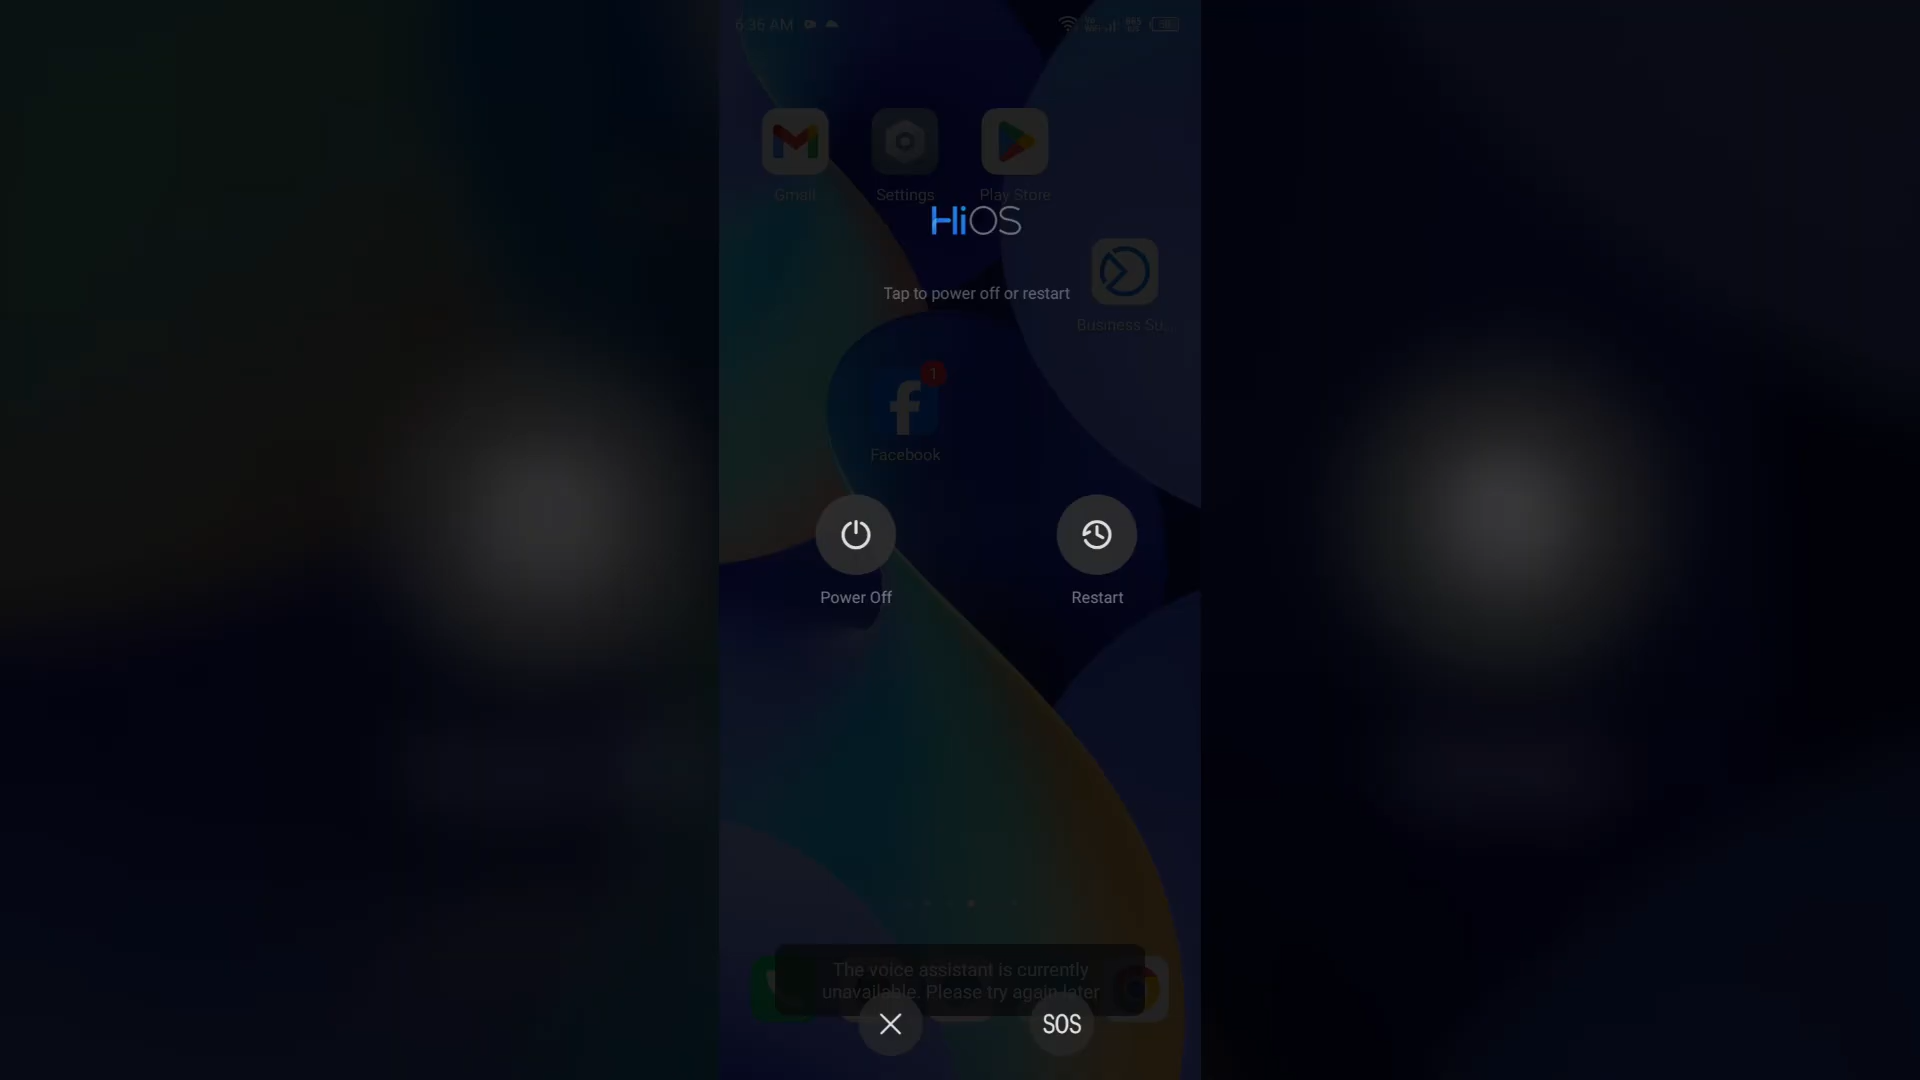 6:36 AM
Gmail
Settings
Play Store
HiOS
Tap to power off or restart
Business Su...
1
Facebook
Power Off
Restart
The voice assistant is currently
unavailable. Please try again later
SOS